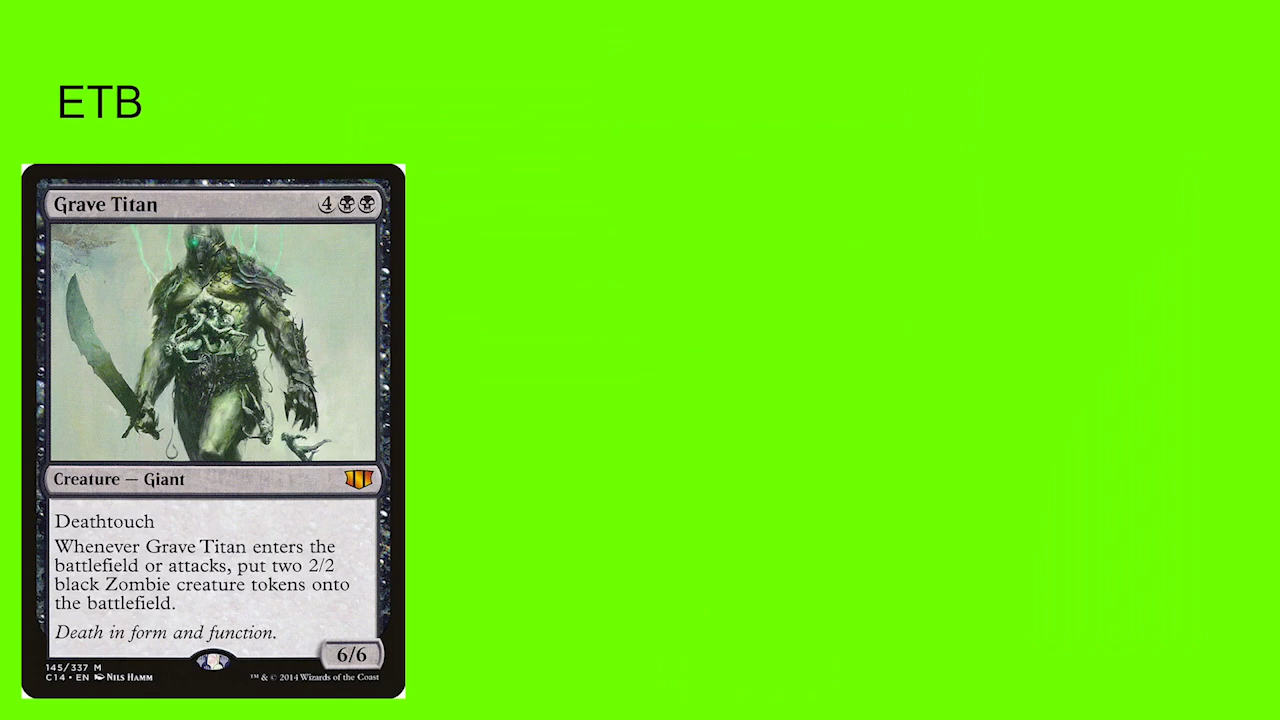 ETB
Grave Titan 4
Creature — Giant
Deathtouch
Whenever Grave Titan enters the
battlefield or attacks, put two 2/2
black Zombie creature tokens onto
the battlefield.
Death in form and function.
6/6
145/337 M
C14 • EN Nils Hamm
™ & © 2014 Wizards of the Coast